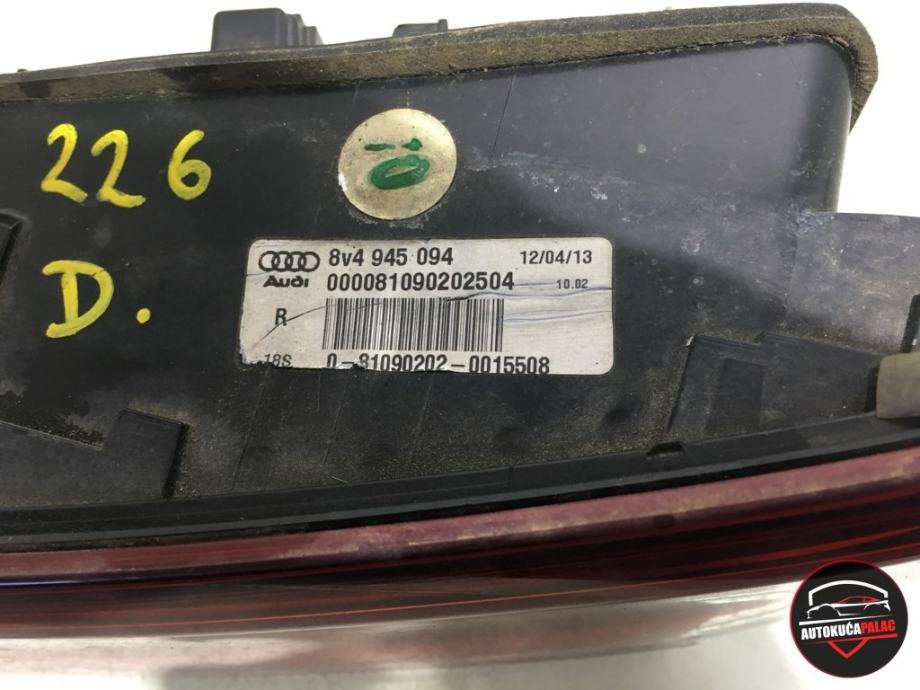 226
D.
8v4 945 094 12/04/13
Audi 000081090202504 10.02
R
-18S 0-81090202-0015508
AUTOKUĆA PALAC